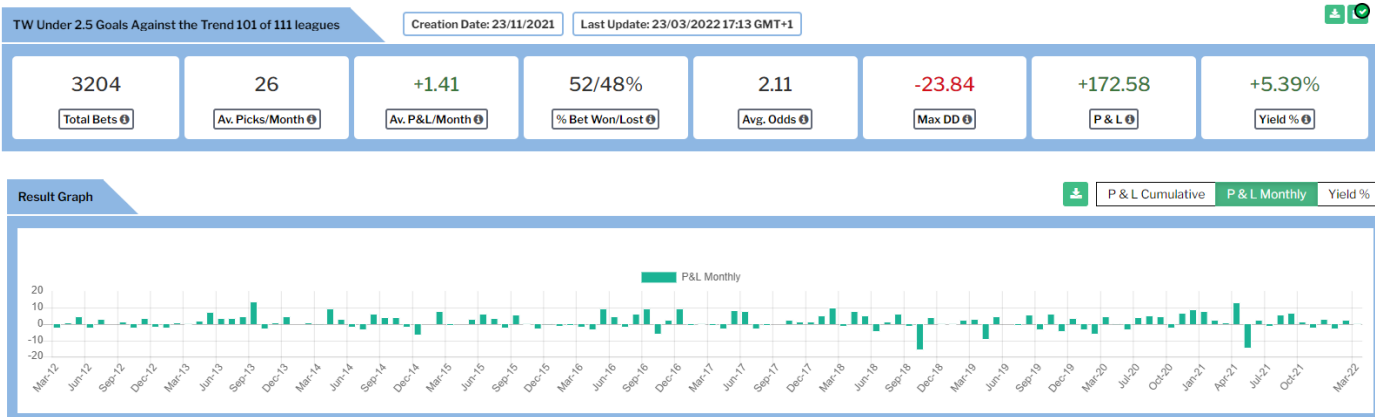 TW Under 2.5 Goals Against the Trend 101 of 111 leagues
Creation Date: 23/11/2021
Last Update: 23/03/2022 17:13 GMT+1
3204 26 +1.41 52/48% 2.11 -23.84 +172.58 +5.39%
Total Bets Av. Picks/Month Av. P&L/Month % Bet Won/Lost Avg. Odds Max DD P & L Yield %
Result Graph
P & L Cumulative P & L Monthly Yield %
P&L Monthly
20
10
0
-10
-20
Mar-12 Jun-12 Sep-12 Dec-12 Mar-13 Jun-13 Sep-13 Dec-13 Mar-14 Jun-14 Sep-14 Dec-14 Mar-15 Jun-15 Sep-15 Dec-15 Mar-16 Jun-16 Sep-16 Dec-16 Mar-17 Jun-17 Sep-17 Dec-17 Mar-18 Jun-18 Sep-18 Dec-18 Mar-19 Jun-19 Sep-19 Dec-19 Mar-20 Jul-20 Oct-20 Jan-21 Apr-21 Jul-21 Oct-21 Mar-22